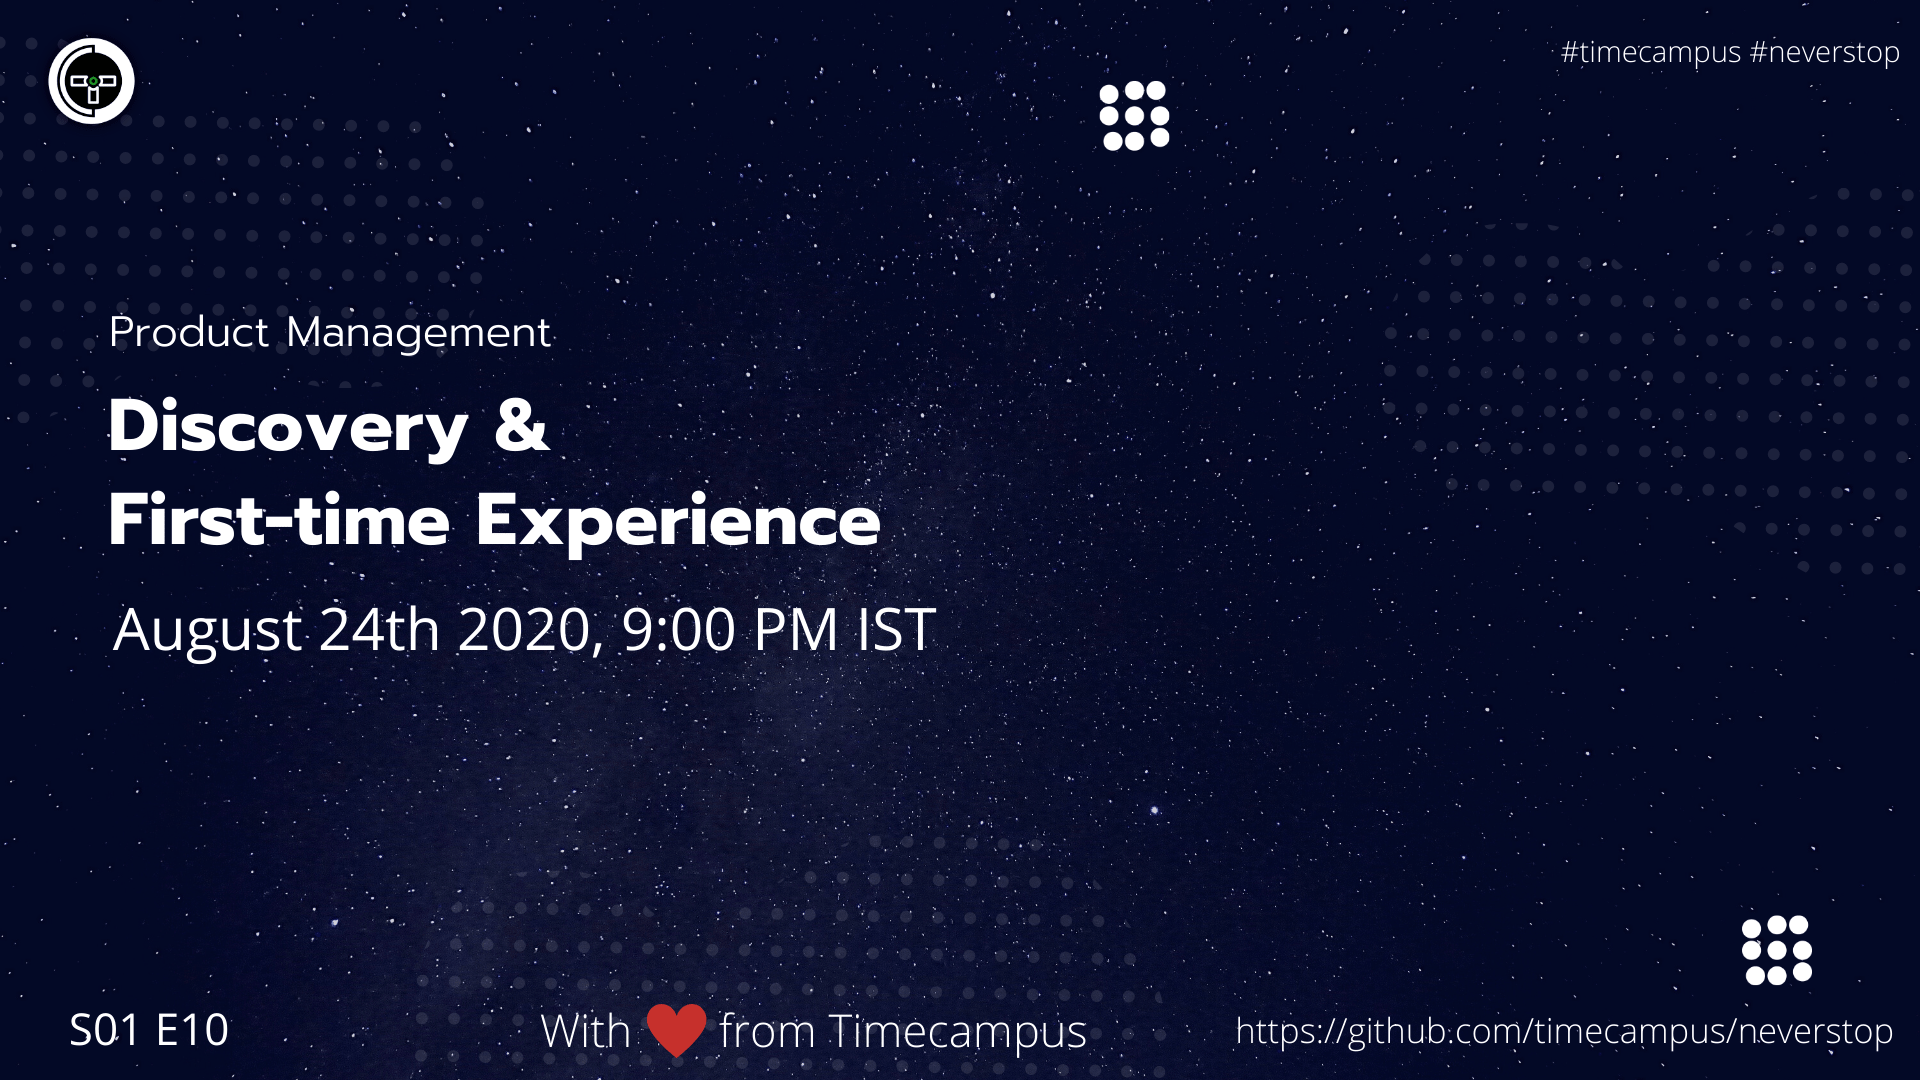 #timecampus #neverstop
Product Management
Discovery &
First-time Experience
August 24th 2020, 9:00 PM IST
S01 E10
With ❤ from Timecampus
https://github.com/timecampus/neverstop